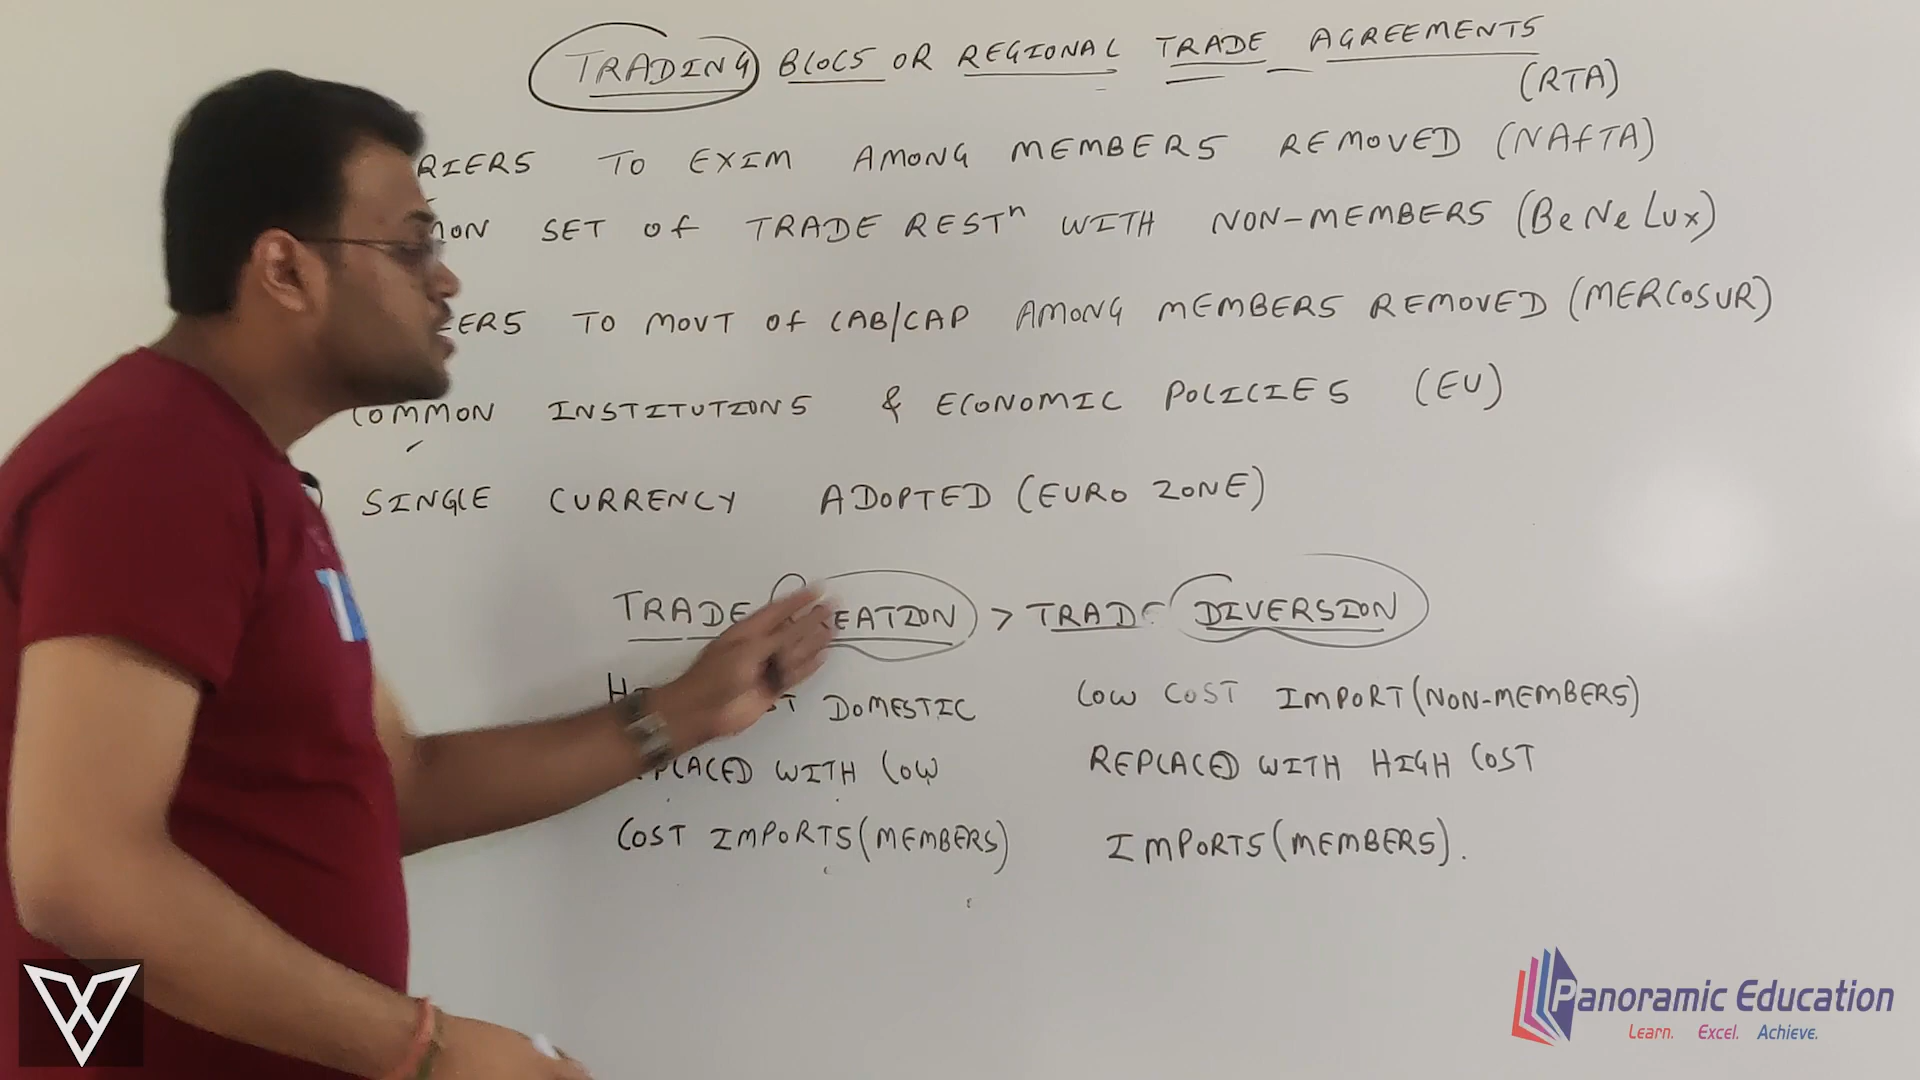 TRADING BLOCS OR REGIONAL TRADE AGREEMENTS
(RTA)
RIERS TO EXIM AMONG MEMBERS REMOVED (NAFTA)
MON SET OF TRADE RESTⁿ WITH NON-MEMBERS (BeNeLux)
ERS TO MOVT OF LAB/CAP AMONG MEMBERS REMOVED (MERCOSUR)
COMMON INSTITUTIONS & ECONOMIC POLICIES (EU)
SINGLE CURRENCY ADOPTED (EURO ZONE)
TRADE EATION > TRADE DIVERSION
DOMESTIC
PLACED WITH LOW
COST IMPORTS (MEMBERS)
LOW COST IMPORT (NON-MEMBERS)
REPLACED WITH HIGH COST
IMPORTS (MEMBERS).
Panoramic Education
Learn. Excel. Achieve.